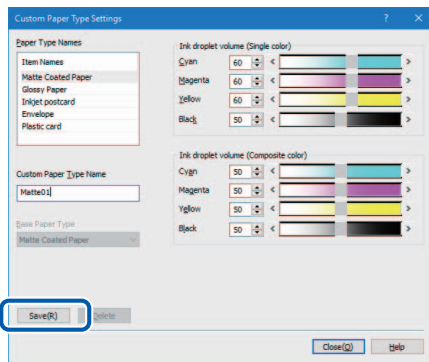 Custom Paper Type Settings
? ×
Paper Type Names
Item Names
Matte Coated Paper
Glossy Paper
Inkjet postcard
Envelope
Plastic card
Custom Paper Type Name
Matte01
Base Paper Type
Matte Coated Paper
Save(R) Delete
Ink droplet volume (Single color)
Cyan 60 < >
Magenta 60 < >
Yellow 60 < >
Black 50 < >
Ink droplet volume (Composite color)
Cyan 50 < >
Magenta 50 < >
Yllow 50 < >
Black 50 < >
Close(Q) Help